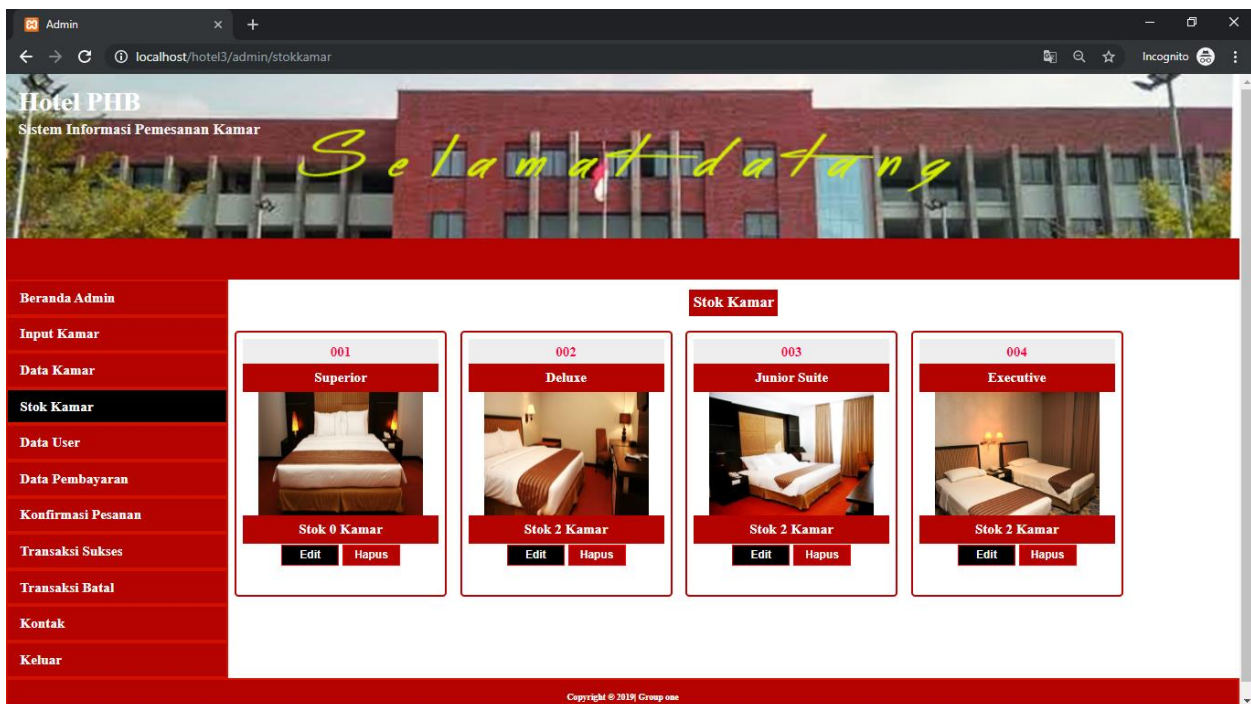 Admin
localhost/hotel3/admin/stokkamar
Incognito
Hotel PHB
Sistem Informasi Pemesanan Kamar
Selamat datang
Beranda Admin
Input Kamar
Data Kamar
Stok Kamar
Data User
Data Pembayaran
Konfirmasi Pesanan
Transaksi Sukses
Transaksi Batal
Kontak
Keluar
Stok Kamar
001
Superior
Stok 0 Kamar
Edit Hapus
002
Deluxe
Stok 2 Kamar
Edit Hapus
003
Junior Suite
Stok 2 Kamar
Edit Hapus
004
Executive
Stok 2 Kamar
Edit Hapus
Copyright © 2019| Group one